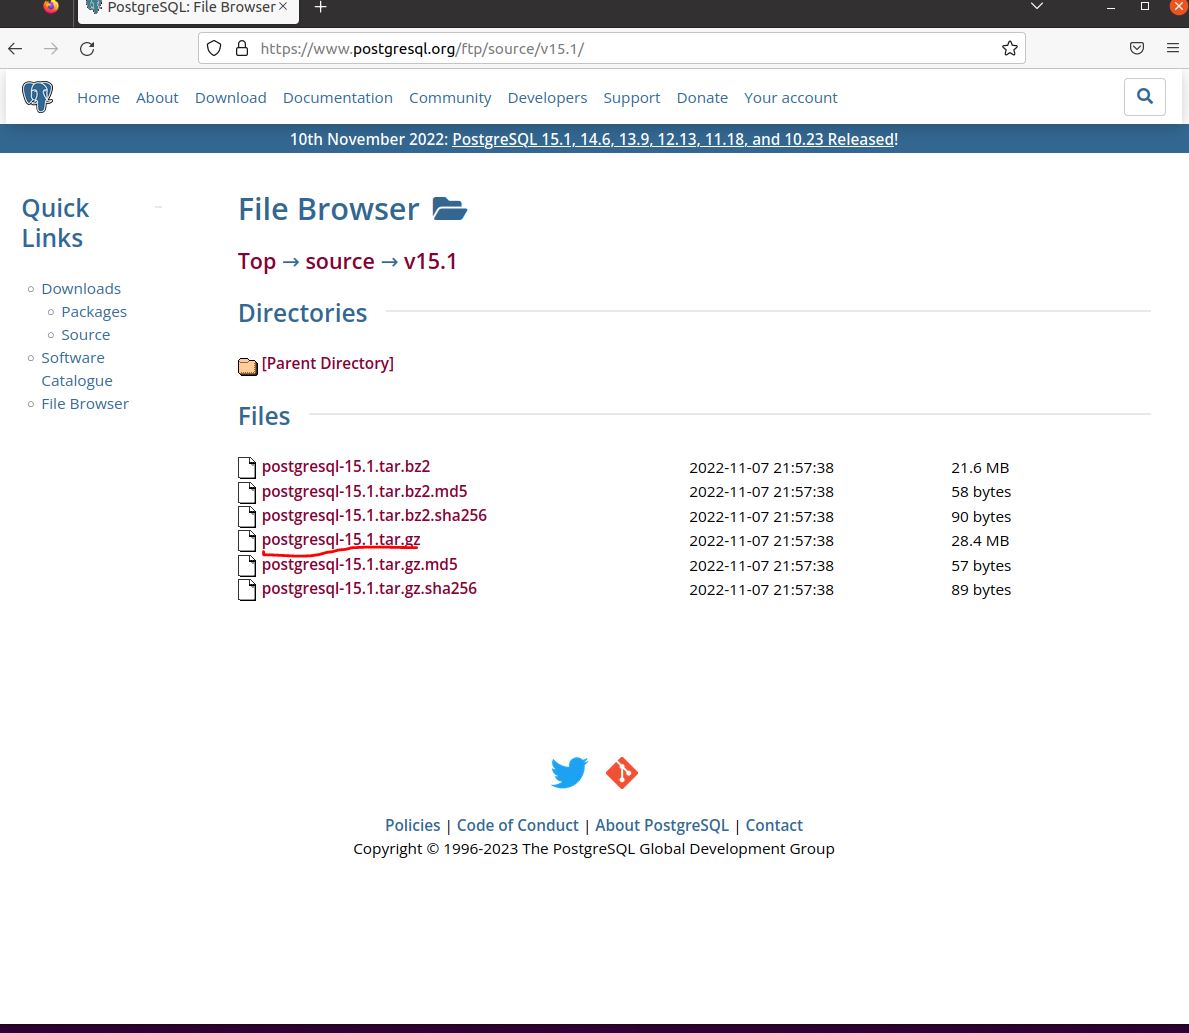 PostgreSQL: File Browser
https://www.postgresql.org/ftp/source/v15.1/
Home About Download Documentation Community Developers Support Donate Your account
10th November 2022: PostgreSQL 15.1, 14.6, 13.9, 12.13, 11.18, and 10.23 Released!
Quick
Links
Downloads
Packages
Source
Software
Catalogue
File Browser
File Browser
Top → source → v15.1
Directories
[Parent Directory]
Files
postgresql-15.1.tar.bz2 2022-11-07 21:57:38 21.6 MB
postgresql-15.1.tar.bz2.md5 2022-11-07 21:57:38 58 bytes
postgresql-15.1.tar.bz2.sha256 2022-11-07 21:57:38 90 bytes
postgresql-15.1.tar.gz 2022-11-07 21:57:38 28.4 MB
postgresql-15.1.tar.gz.md5 2022-11-07 21:57:38 57 bytes
postgresql-15.1.tar.gz.sha256 2022-11-07 21:57:38 89 bytes
Policies | Code of Conduct | About PostgreSQL | Contact
Copyright © 1996-2023 The PostgreSQL Global Development Group